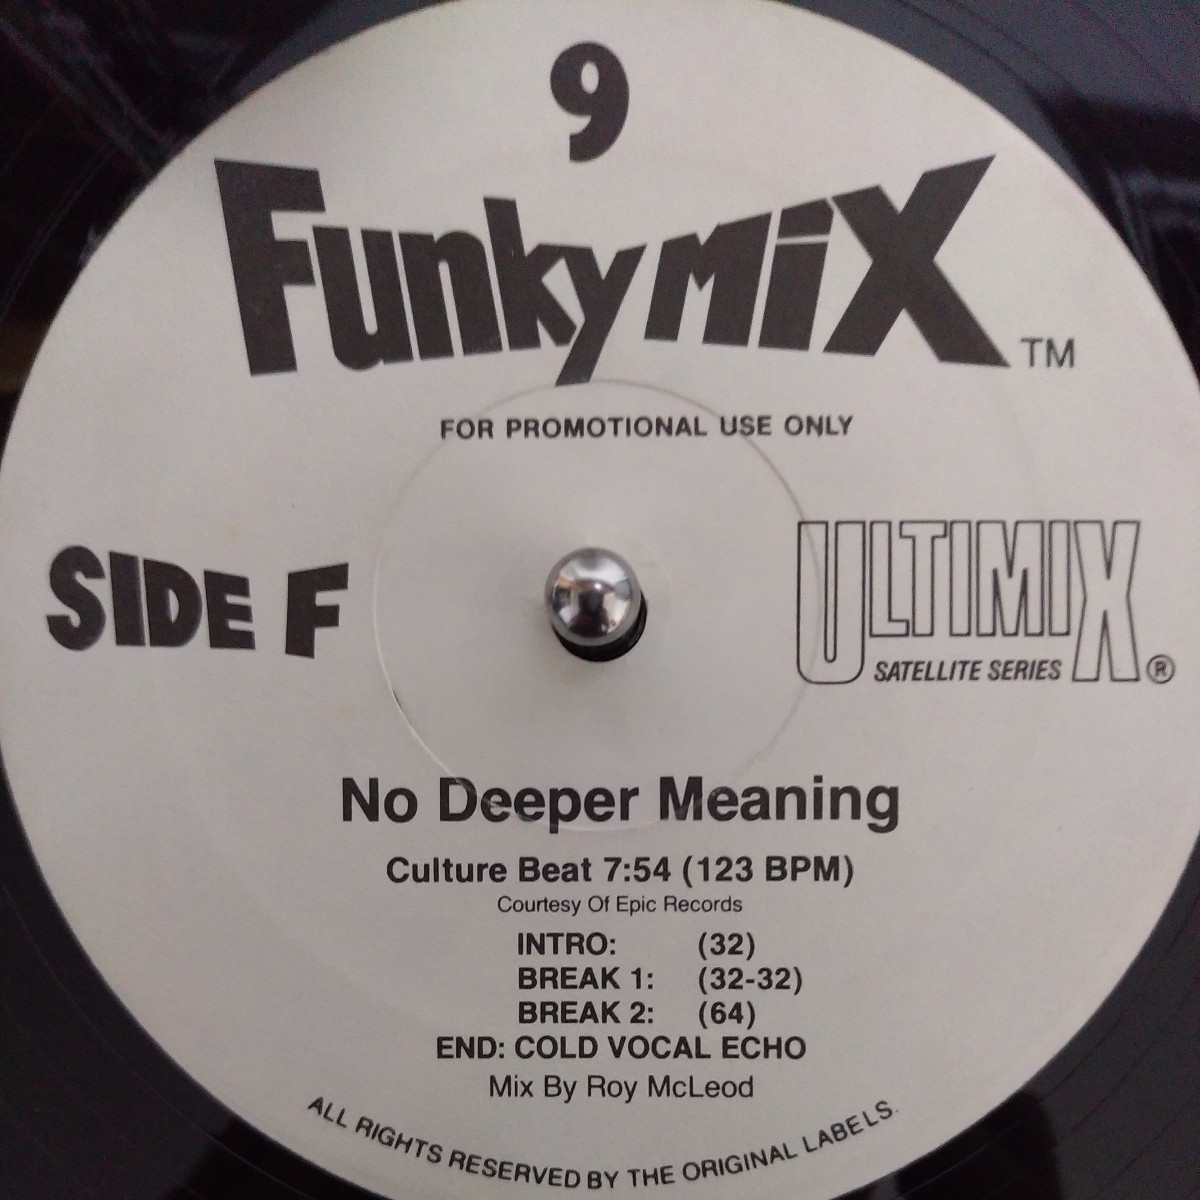 9
Funkymix TM
FOR PROMOTIONAL USE ONLY
SIDE F
ULTIMIX
SATELLITE SERIES ®
No Deeper Meaning
Culture Beat 7:54 (123 BPM)
Courtesy Of Epic Records
INTRO: (32)
BREAK 1: (32-32)
BREAK 2: (64)
END: COLD VOCAL ECHO
Mix By Roy McLeod
ALL RIGHTS RESERVED BY THE ORIGINAL LABELS.